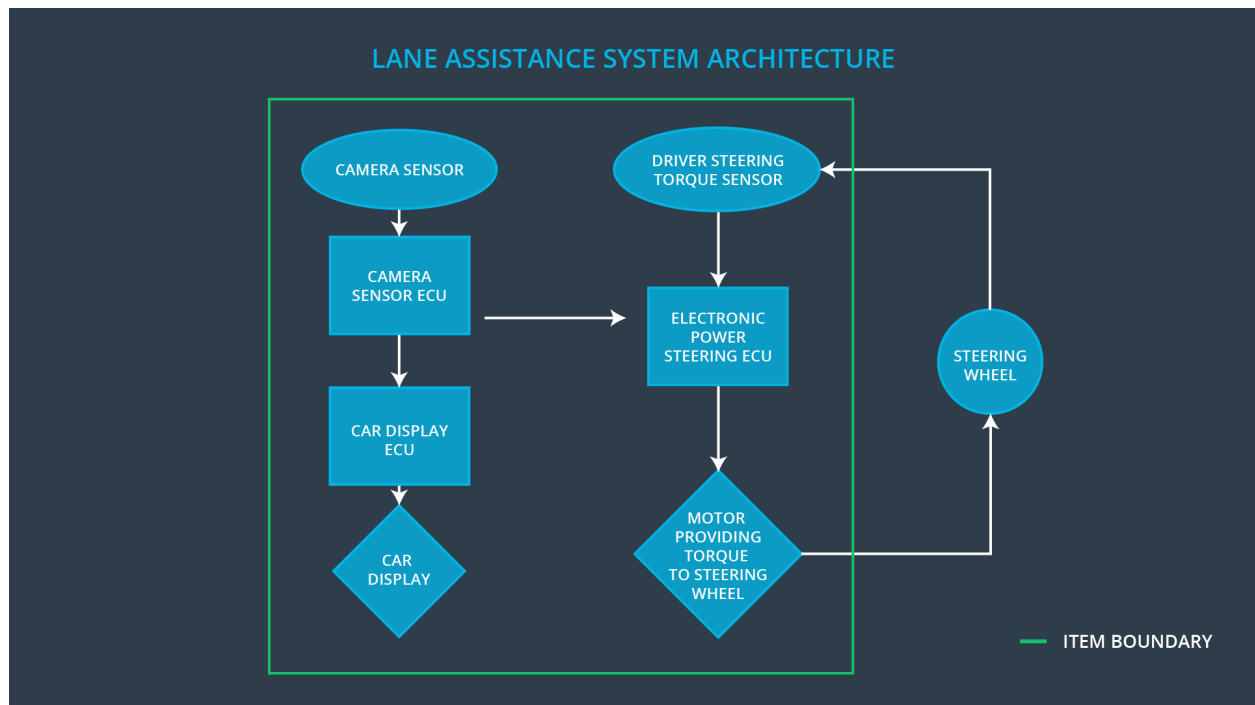 LANE ASSISTANCE SYSTEM ARCHITECTURE
CAMERA SENSOR
DRIVER STEERING
TORQUE SENSOR
CAMERA
SENSOR ECU
ELECTRONIC
POWER
STEERING ECU
STEERING
WHEEL
CAR DISPLAY
ECU
CAR
DISPLAY
MOTOR
PROVIDING
TORQUE
TO STEERING
WHEEL
ITEM BOUNDARY